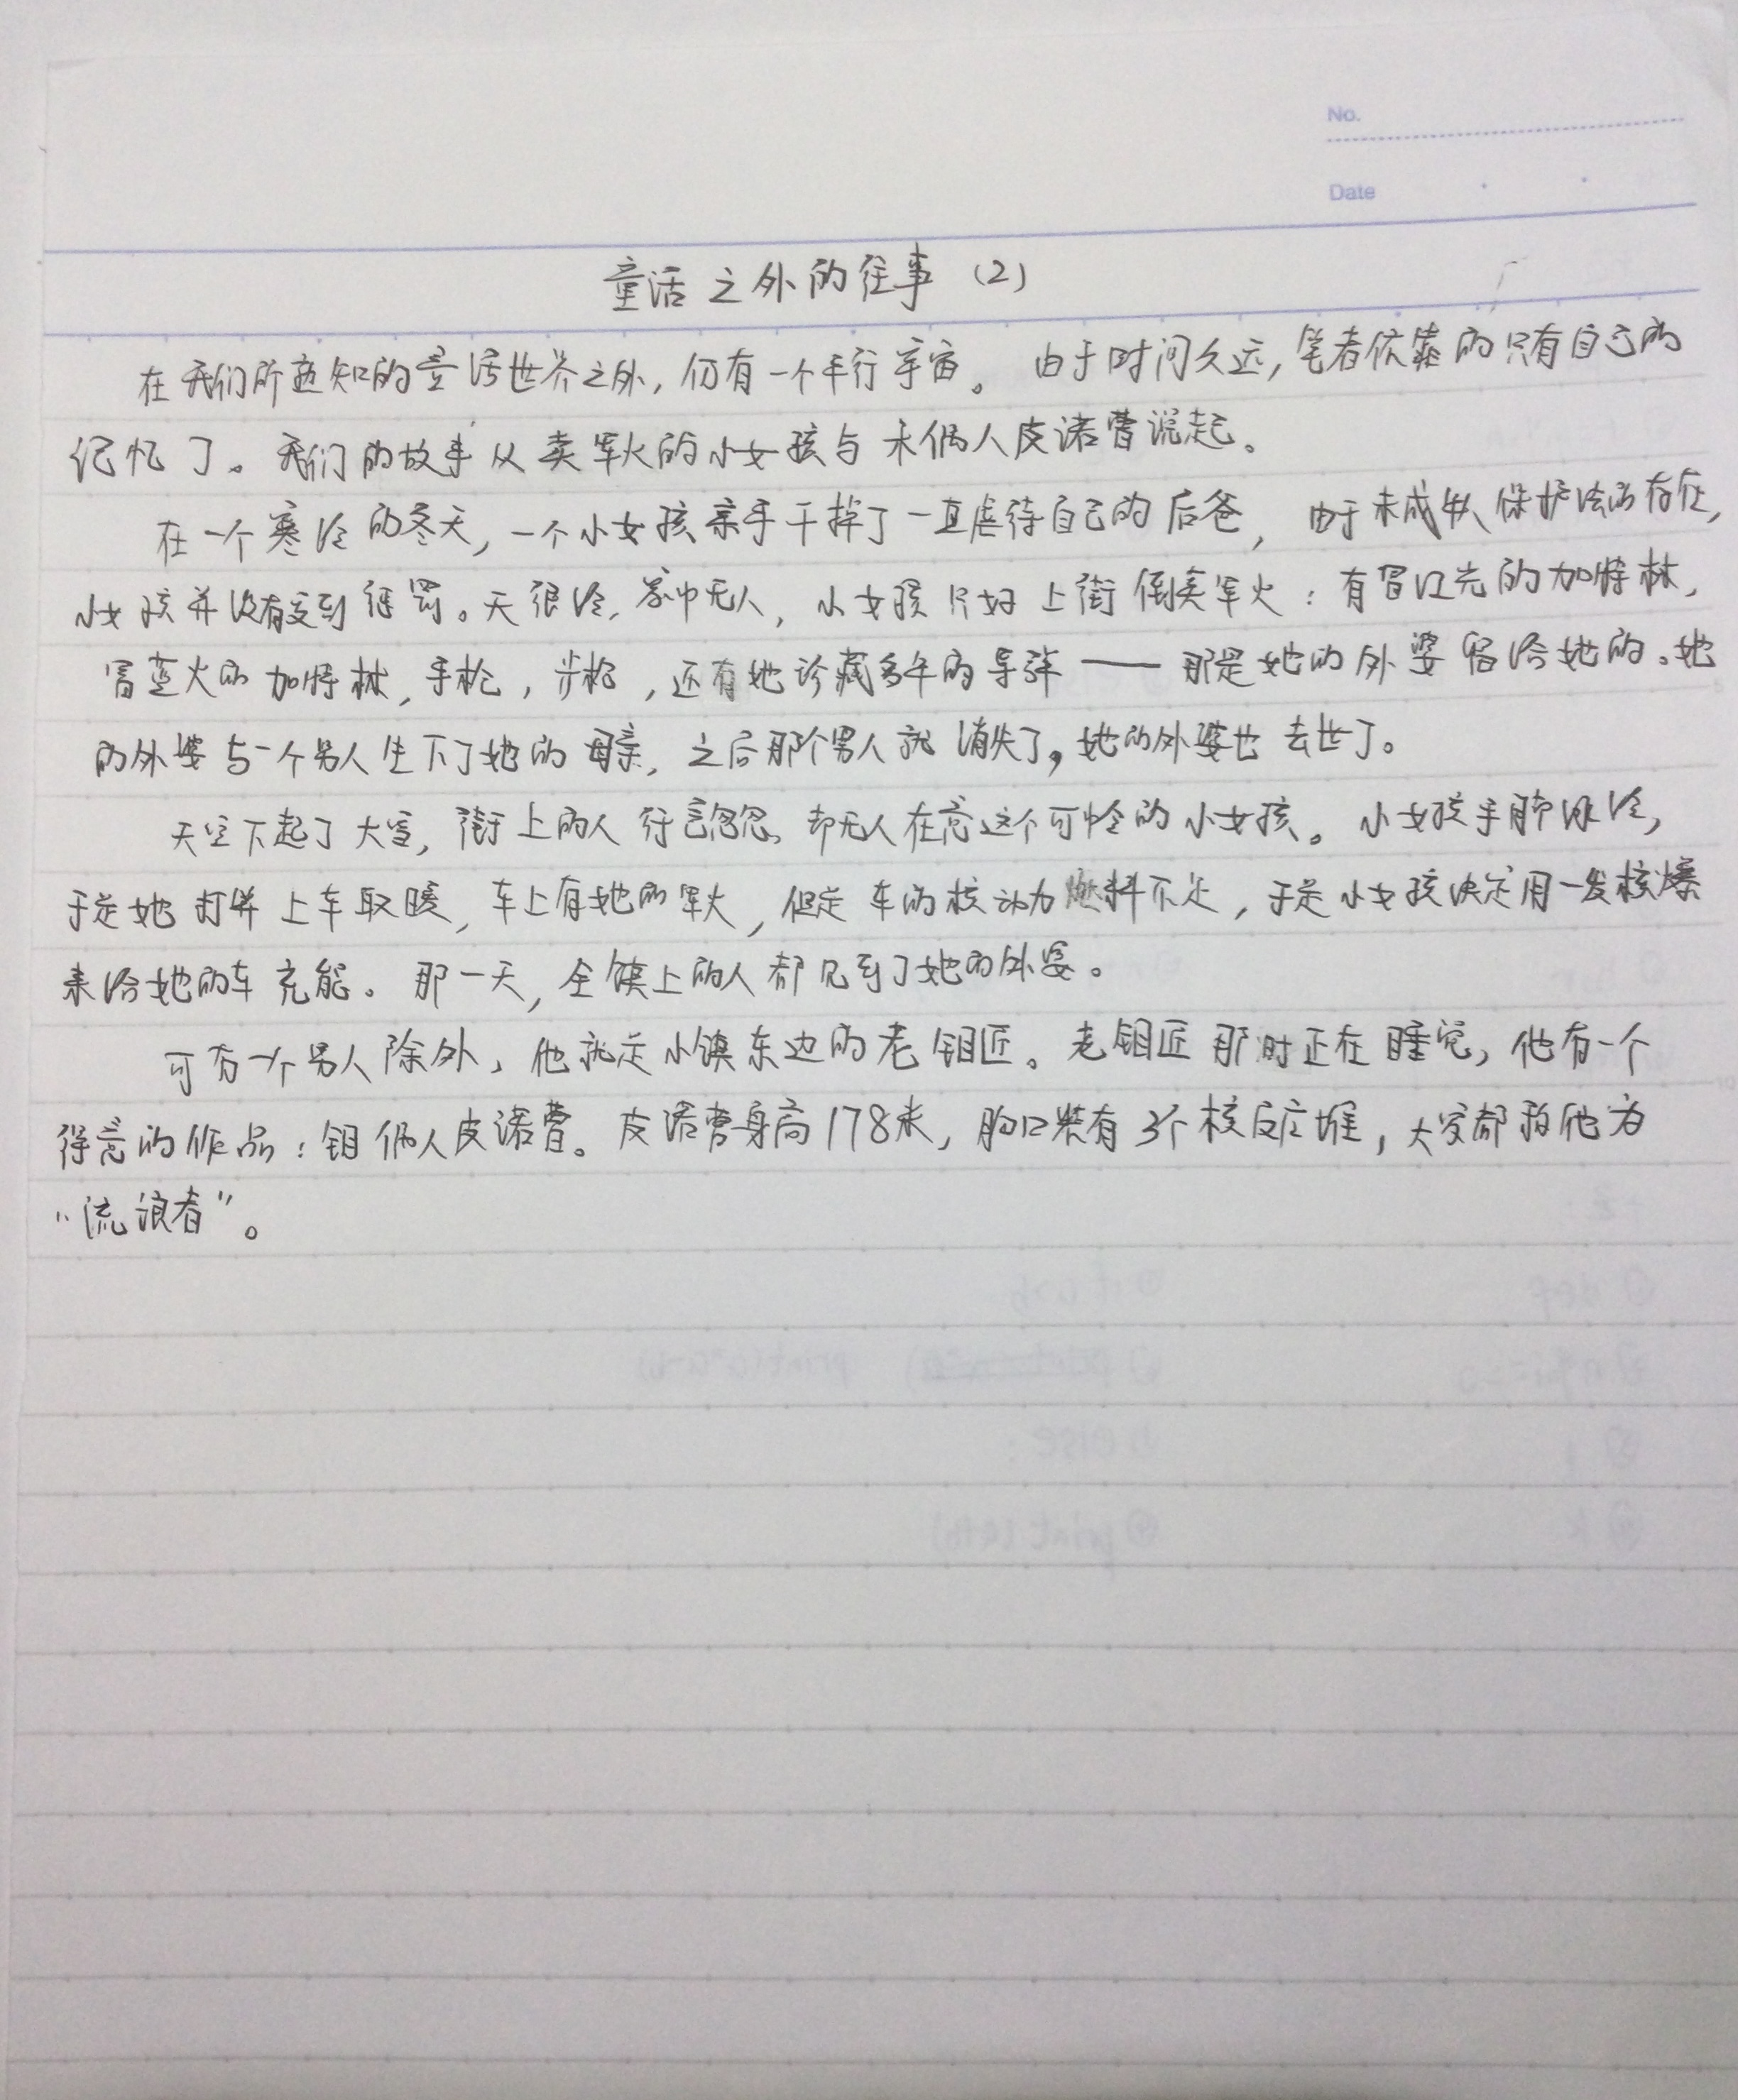 No.
Date
童话之外的往事（2）
在我们所熟知的童话世界之外，仍有一个平行宇宙。由于时间久远，笔者依靠的只有自己的
记忆了。我们的故事从卖军火的小女孩与木偶人皮诺曹说起。
在一个寒冷的冬天，一个小女孩亲手干掉了一直虐待自己的后爸，由于未成年人保护法的存在，
小女孩并没有受到惩罚。天很冷，家中无人，小女孩只好上街倒卖军火：有冒红光的加特林，
冒蓝火的加特林，手枪，步枪，还有她珍藏多年的导弹——那是她的外婆留给她的。她
的外婆与一个男人生下了她的母亲，之后那个男人就消失了，她的外婆也去世了。
天空下起了大雪，街上的人行色匆匆，却无人在意这个可怜的小女孩。小女孩手脚冰冷，
于是她打算上车取暖，车上有她的军火，但是车的核动力燃料不足，于是小女孩决定用一发核爆
来给她的车充能。那一天，全镇上的人都见到了她的外婆。
可有一个男人除外，他就是小镇东边的老钼匠。老钼匠那时正在睡觉，他有一个
得意的作品：钼偶人皮诺曹。皮诺曹身高178米，胸口装有3个核反应堆，大家都称他为
“流浪者”。